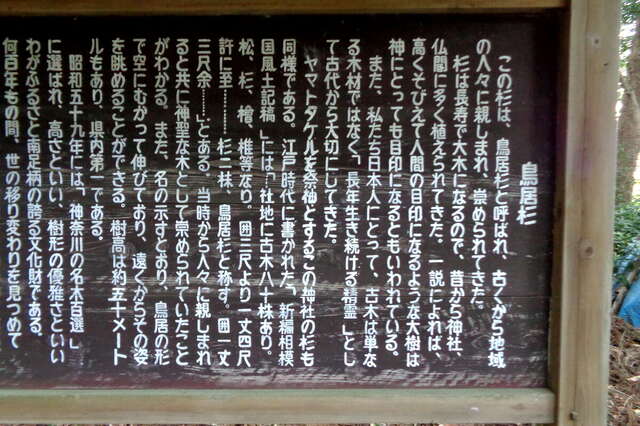 鳥居杉
この杉は、鳥居杉と呼ばれ、古くから地域
の人々に親しまれ、崇められてきた。
杉は長寿で大木になるので、昔から神社、
仏閣に多く植えられてきた。一説によれば、
高くそびえて人間の目印になるような大樹は
神にとっても目印になるともいわれている。
また、私たち日本人にとって、古木は単な
る木材ではなく「長年生き続ける精霊」とし
て古代から大切にしてきた。
ヤマトタケルを祭神とするこの神社の杉も
同様である。江戸時代に書かれた「新編相模
国風土記稿」には「社地に古木八十株あり。
松、杉、檜、椎等なり。囲三尺より一丈四尺
許に至……」杉二株、鳥居杉と称す。囲一丈
三尺余……」とある。当時から人々に親しまれ
ると共に神聖な木として崇められていたこと
がわかる。また、名の示すとおり、鳥居の形
で空にむかって伸びており、遠くからその姿
を眺めることができる。樹高は約五十メート
ルもあり、県内第一である。
昭和五十九年には、「神奈川の名木百選」
に選ばれ、高さといい、樹形の優雅さといい
わがふるさと南足柄の誇る文化財である。
何百年もの間、世の移り変わりを見つめて